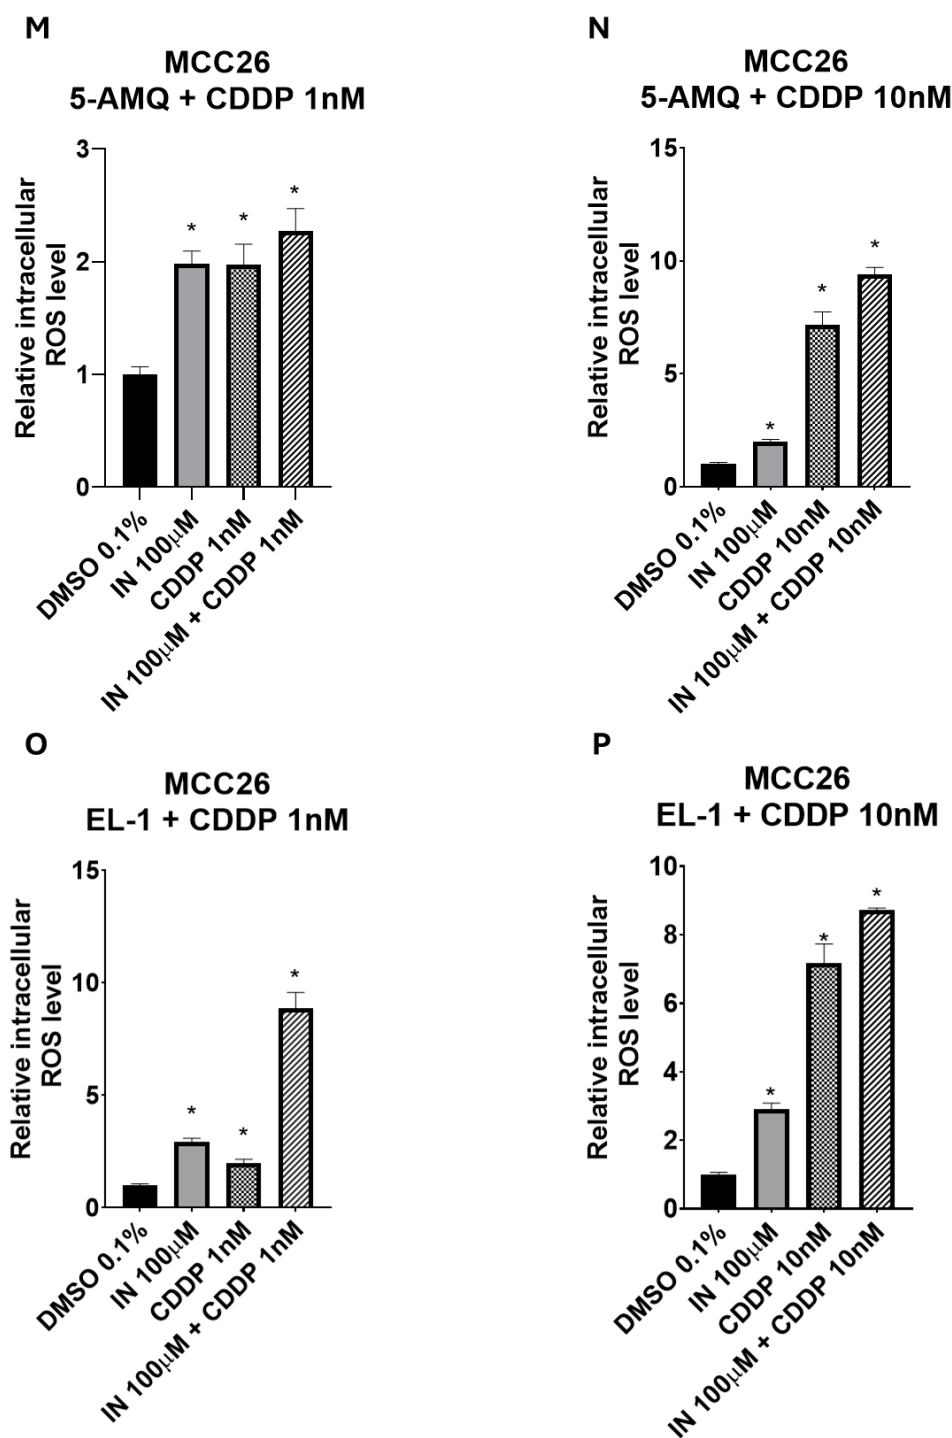 M
MCC26
5-AMQ + CDDP 1nM
Relative intracellular
ROS level
3
2
1
0
*
*
*
DMSO 0.1%
IN 100μM
CDDP 1nM
IN 100μM + CDDP 1nM
N
MCC26
5-AMQ + CDDP 10nM
Relative intracellular
ROS level
15
10
5
0
*
*
*
DMSO 0.1%
IN 100μM
CDDP 10nM
IN 100μM + CDDP 10nM
O
MCC26
EL-1 + CDDP 1nM
Relative intracellular
ROS level
15
10
5
0
*
*
*
DMSO 0.1%
IN 100μM
CDDP 1nM
IN 100μM + CDDP 1nM
P
MCC26
EL-1 + CDDP 10nM
Relative intracellular
ROS level
10
8
6
4
2
0
*
*
*
DMSO 0.1%
IN 100μM
CDDP 10nM
IN 100μM + CDDP 10nM